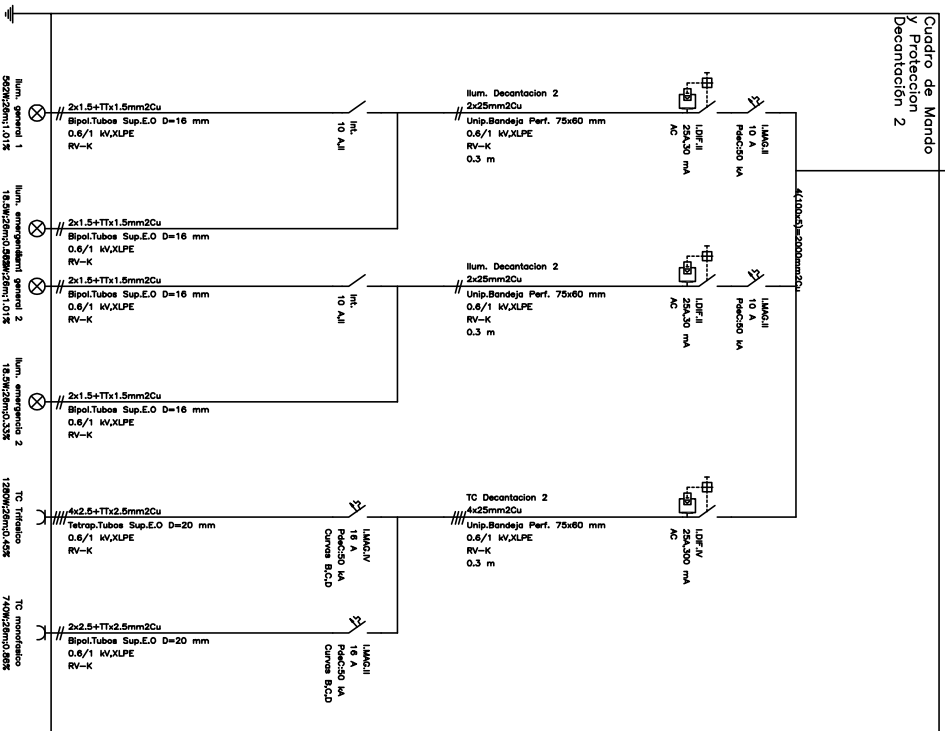 Cuadro de Mando
y Proteccion
Decantación 2
4(100x5)=2000mm2Cu
I.MAG.II
10 A
PdeC:50 kA
I.DIF.II
25A,30 mA
AC
Ilum. Decantacion 2
2x25mm2Cu
Unip.Bandeja Perf. 75x60 mm
0.6/1 kV,XLPE
RV-K
0.3 m
Int.
10 A,II
2x1.5+TTx1.5mm2Cu
Bipol.Tubos Sup.E.O D=16 mm
0.6/1 kV,XLPE
RV-K
Ilum. general 1
562W;26m;1.01%
2x1.5+TTx1.5mm2Cu
Bipol.Tubos Sup.E.O D=16 mm
0.6/1 kV,XLPE
RV-K
Ilum.
18.5W;26m;
I.MAG.II
10 A
PdeC:50 kA
I.DIF.II
25A,30 mA
AC
Ilum. Decantacion 2
2x25mm2Cu
Unip.Bandeja Perf. 75x60 mm
0.6/1 kV,XLPE
RV-K
0.3 m
Int.
10 A,II
2x1.5+TTx1.5mm2Cu
Bipol.Tubos Sup.E.O D=16 mm
0.6/1 kV,XLPE
RV-K
general 2
26m;1.01%
2x1.5+TTx1.5mm2Cu
Bipol.Tubos Sup.E.O D=16 mm
0.6/1 kV,XLPE
RV-K
Ilum. emergencia 2
18.5W;26m;0.33%
I.DIF.IV
25A,300 mA
AC
TC Decantacion 2
4x25mm2Cu
Unip.Bandeja Perf. 75x60 mm
0.6/1 kV,XLPE
RV-K
0.3 m
I.MAG.IV
16 A
PdeC:50 kA
Curvas B,C,D
4x2.5+TTx2.5mm2Cu
Tetrap.Tubos Sup.E.O D=20 mm
0.6/1 kV,XLPE
RV-K
TC Trifasico
1280W;26m;0.45%
I.MAG.II
16 A
PdeC:50 kA
Curvas B,C,D
2x2.5+TTx2.5mm2Cu
Bipol.Tubos Sup.E.O D=20 mm
0.6/1 kV,XLPE
RV-K
TC monofasico
740W;26m;0.86%